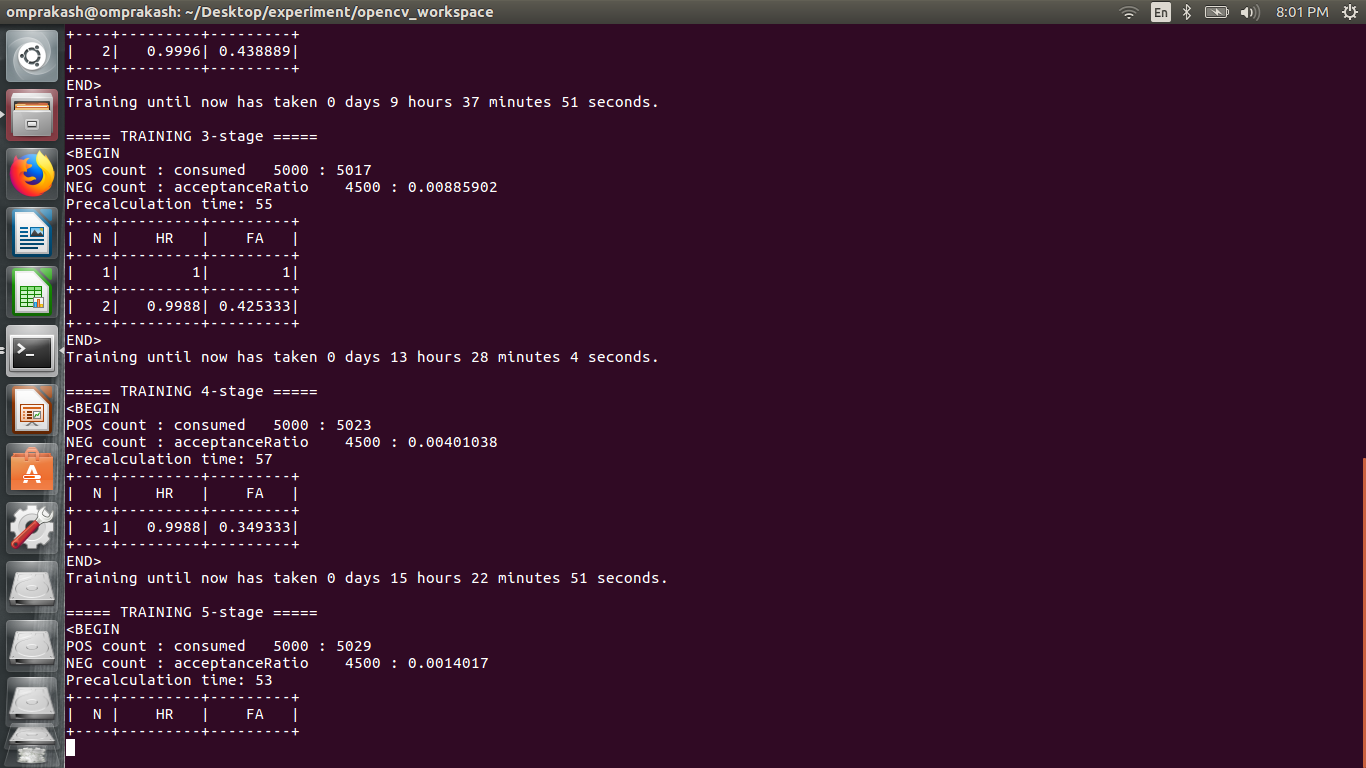 omprakash@omprakash: ~/Desktop/experiment/opencv_workspace En 8:01 PM
+----+---------+---------+
|   2|   0.9996| 0.438889|
+----+---------+---------+
END>
Training until now has taken 0 days 9 hours 37 minutes 51 seconds.

===== TRAINING 3-stage =====
<BEGIN
POS count : consumed   5000 : 5017
NEG count : acceptanceRatio    4500 : 0.00885902
Precalculation time: 55
+----+---------+---------+
|  N |    HR   |    FA   |
+----+---------+---------+
|   1|        1|        1|
+----+---------+---------+
|   2|   0.9988| 0.425333|
+----+---------+---------+
END>
Training until now has taken 0 days 13 hours 28 minutes 4 seconds.

===== TRAINING 4-stage =====
<BEGIN
POS count : consumed   5000 : 5023
NEG count : acceptanceRatio    4500 : 0.00401038
Precalculation time: 57
+----+---------+---------+
|  N |    HR   |    FA   |
+----+---------+---------+
|   1|   0.9988| 0.349333|
+----+---------+---------+
END>
Training until now has taken 0 days 15 hours 22 minutes 51 seconds.

===== TRAINING 5-stage =====
<BEGIN
POS count : consumed   5000 : 5029
NEG count : acceptanceRatio    4500 : 0.0014017
Precalculation time: 53
+----+---------+---------+
|  N |    HR   |    FA   |
+----+---------+---------+